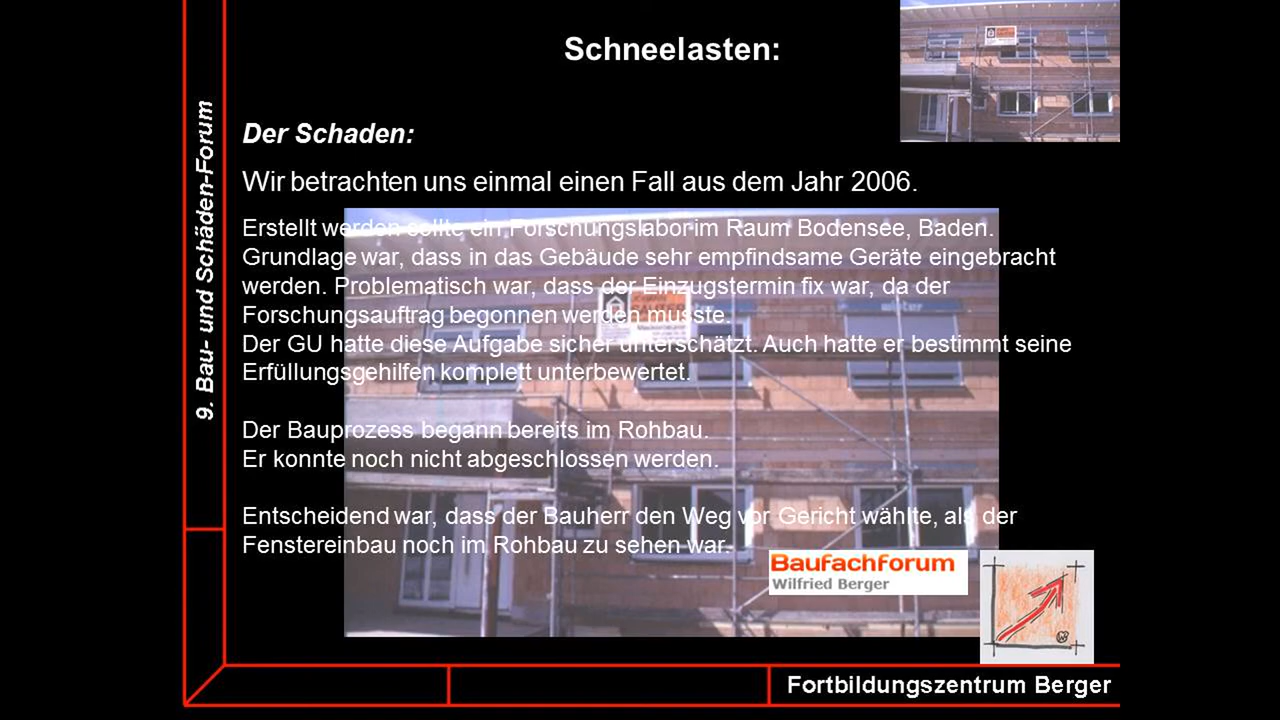 Schneelasten:
9. Bau- und Schäden-Forum
Der Schaden:
Wir betrachten uns einmal einen Fall aus dem Jahr 2006.
Erstellt werden sollte ein Forschungslabor im Raum Bodensee, Baden.
Grundlage war, dass in das Gebäude sehr empfindsame Geräte eingebracht
werden. Problematisch war, dass der Einzugstermin fix war, da der
Forschungsauftrag begonnen werden musste.
Der GU hatte diese Aufgabe sicher unterschätzt. Auch hatte er bestimmt seine
Erfüllungsgehilfen komplett unterbewertet.
Der Bauprozess begann bereits im Rohbau.
Er konnte noch nicht abgeschlossen werden.
Entscheidend war, dass der Bauherr den Weg vor Gericht wählte, als der
Fenstereinbau noch im Rohbau zu sehen war.
Baufachforum
Wilfried Berger
Fortbildungszentrum Berger